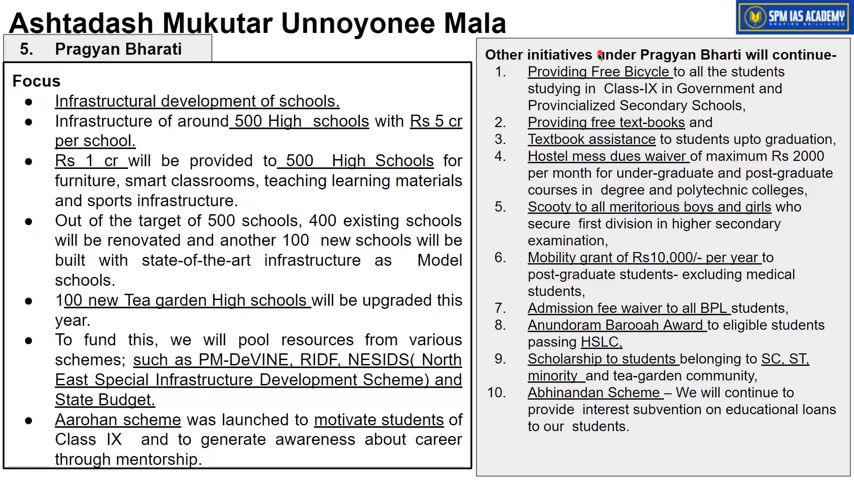 Ashtadash Mukutar Unnoyonee Mala
SPM IAS ACADEMY
SHAPING BRILLIANCE
5. Pragyan Bharati
Focus
● Infrastructural development of schools.
● Infrastructure of around 500 High schools with Rs 5 cr
per school.
● Rs 1 cr will be provided to 500 High Schools for
furniture, smart classrooms, teaching learning materials
and sports infrastructure.
● Out of the target of 500 schools, 400 existing schools
will be renovated and another 100 new schools will be
built with state-of-the-art infrastructure as Model
schools.
● 100 new Tea garden High schools will be upgraded this
year.
● To fund this, we will pool resources from various
schemes; such as PM-DeVINE, RIDF, NESIDS( North
East Special Infrastructure Development Scheme) and
State Budget.
● Aarohan scheme was launched to motivate students of
Class IX and to generate awareness about career
through mentorship.
Other initiatives under Pragyan Bharti will continue-
1. Providing Free Bicycle to all the students
studying in Class-IX in Government and
Provincialized Secondary Schools,
2. Providing free text-books and
3. Textbook assistance to students upto graduation,
4. Hostel mess dues waiver of maximum Rs 2000
per month for under-graduate and post-graduate
courses in degree and polytechnic colleges,
5. Scooty to all meritorious boys and girls who
secure first division in higher secondary
examination,
6. Mobility grant of Rs10,000/- per year to
post-graduate students- excluding medical
students,
7. Admission fee waiver to all BPL students,
8. Anundoram Barooah Award to eligible students
passing HSLC,
9. Scholarship to students belonging to SC, ST,
minority and tea-garden community,
10. Abhinandan Scheme – We will continue to
provide interest subvention on educational loans
to our students.